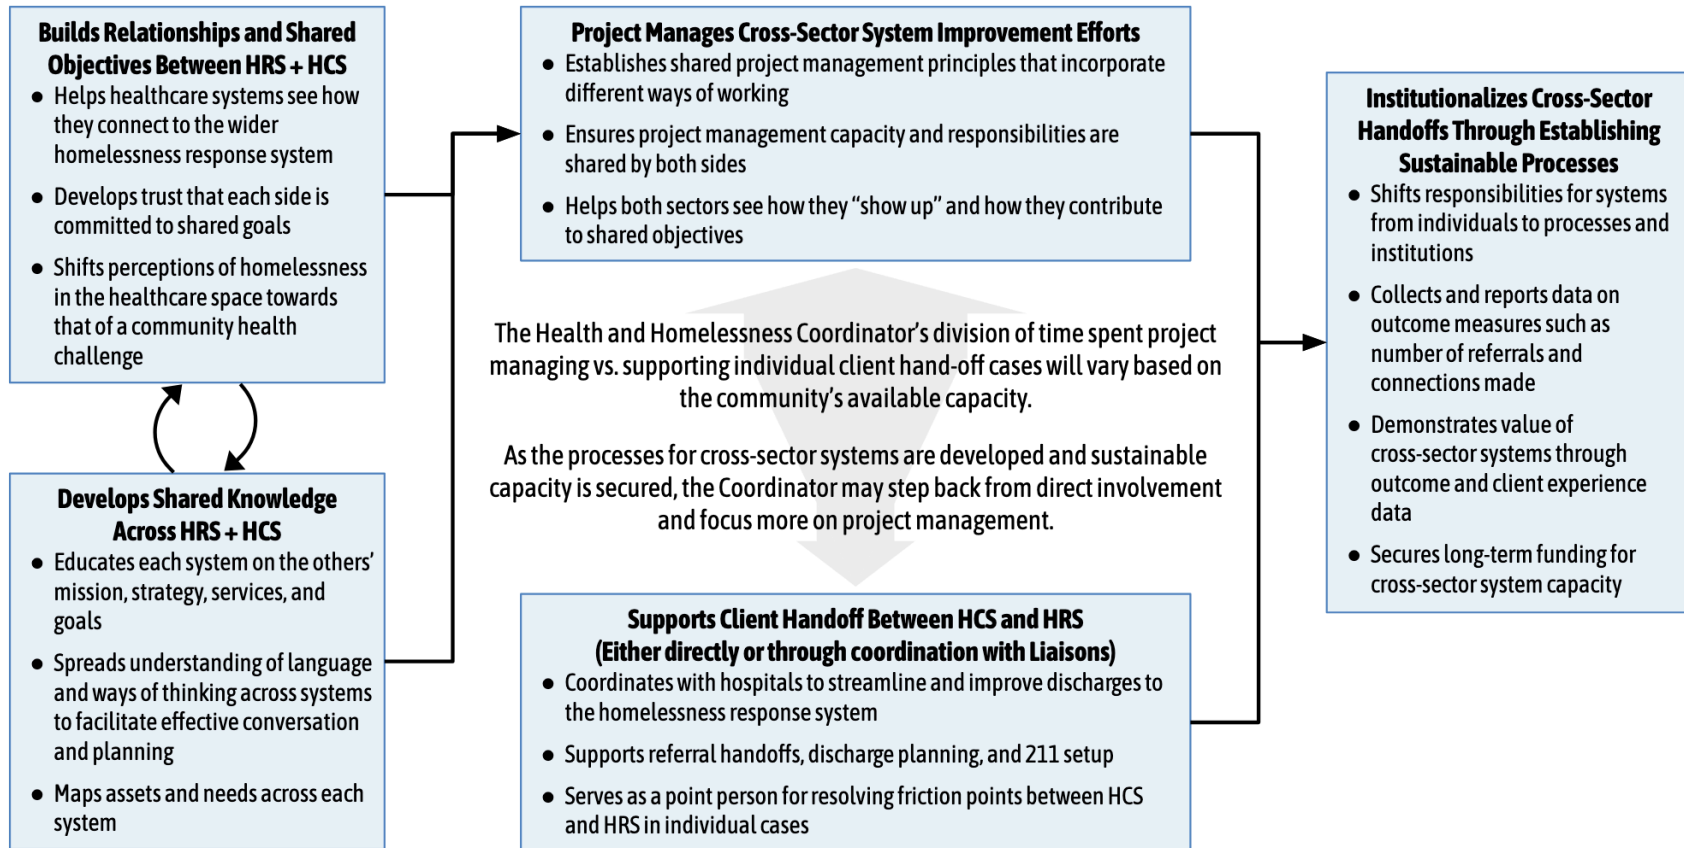 Builds Relationships and Shared
Objectives Between HRS + HCS
● Helps healthcare systems see how
they connect to the wider
homelessness response system
● Develops trust that each side is
committed to shared goals
● Shifts perceptions of homelessness
in the healthcare space towards
that of a community health
challenge
Develops Shared Knowledge
Across HRS + HCS
● Educates each system on the others’
mission, strategy, services, and
goals
● Spreads understanding of language
and ways of thinking across systems
to facilitate effective conversation
and planning
● Maps assets and needs across each
system
Project Manages Cross-Sector System Improvement Efforts
● Establishes shared project management principles that incorporate
different ways of working
● Ensures project management capacity and responsibilities are
shared by both sides
● Helps both sectors see how they “show up” and how they contribute
to shared objectives
The Health and Homelessness Coordinator’s division of time spent project
managing vs. supporting individual client hand-off cases will vary based on
the community’s available capacity.
As the processes for cross-sector systems are developed and sustainable
capacity is secured, the Coordinator may step back from direct involvement
and focus more on project management.
Supports Client Handoff Between HCS and HRS
(Either directly or through coordination with Liaisons)
● Coordinates with hospitals to streamline and improve discharges to
the homelessness response system
● Supports referral handoffs, discharge planning, and 211 setup
● Serves as a point person for resolving friction points between HCS
and HRS in individual cases
Institutionalizes Cross-Sector
Handoffs Through Establishing
Sustainable Processes
● Shifts responsibilities for systems
from individuals to processes and
institutions
● Collects and reports data on
outcome measures such as
number of referrals and
connections made
● Demonstrates value of
cross-sector systems through
outcome and client experience
data
● Secures long-term funding for
cross-sector system capacity